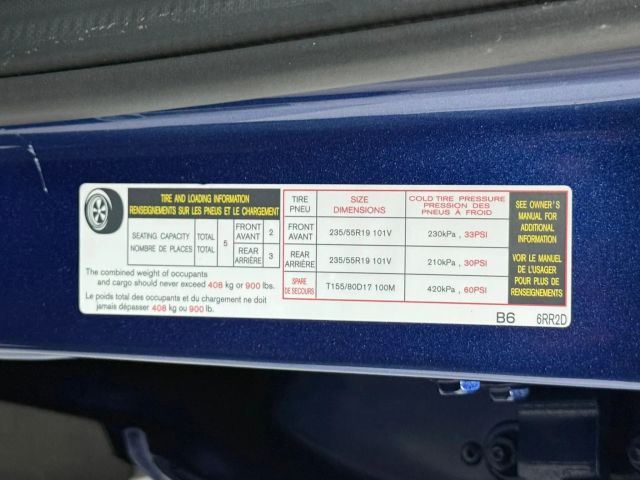 TIRE AND LOADING INFORMATION
RENSEIGNEMENTS SUR LES PNEUS ET LE CHARGEMENT
SEATING CAPACITY TOTAL 5 FRONT 2
NOMBRE DE PLACES TOTAL AVANT
REAR 3
ARRIÈRE
The combined weight of occupants
and cargo should never exceed 408 kg or 900 lbs.
Le poids total des occupants et du chargement ne doit
jamais dépasser 408 kg ou 900 lb.
TIRE SIZE COLD TIRE PRESSURE
PNEU DIMENSIONS PRESSION DES
PNEUS À FROID
FRONT 235/55R19 101V 230kPa , 33PSI
AVANT
REAR 235/55R19 101V 210kPa , 30PSI
ARRIÈRE
SPARE T155/80D17 100M 420kPa , 60PSI
DE SECOURS
SEE OWNER'S
MANUAL FOR
ADDITIONAL
INFORMATION
VOIR LE MANUEL
DE L'USAGER
POUR PLUS DE
RENSEIGNEMENTS
B6 6RR2D